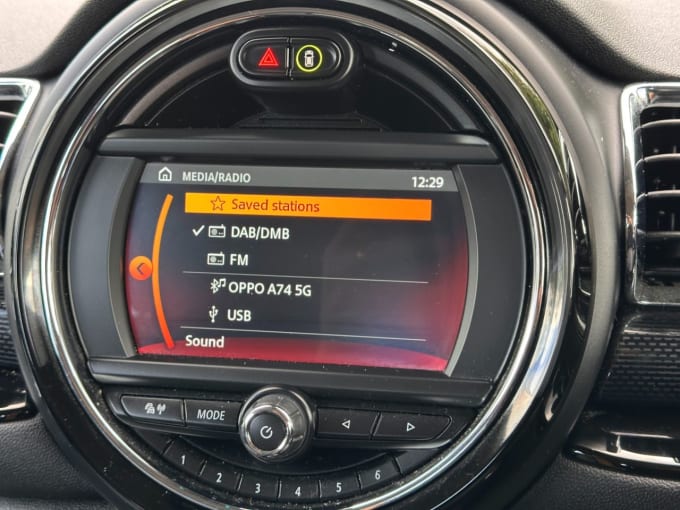 MEDIA/RADIO 12:29
Saved stations
DAB/DMB
FM
OPPO A74 5G
USB
Sound
MODE
1 2 3 4 5 6